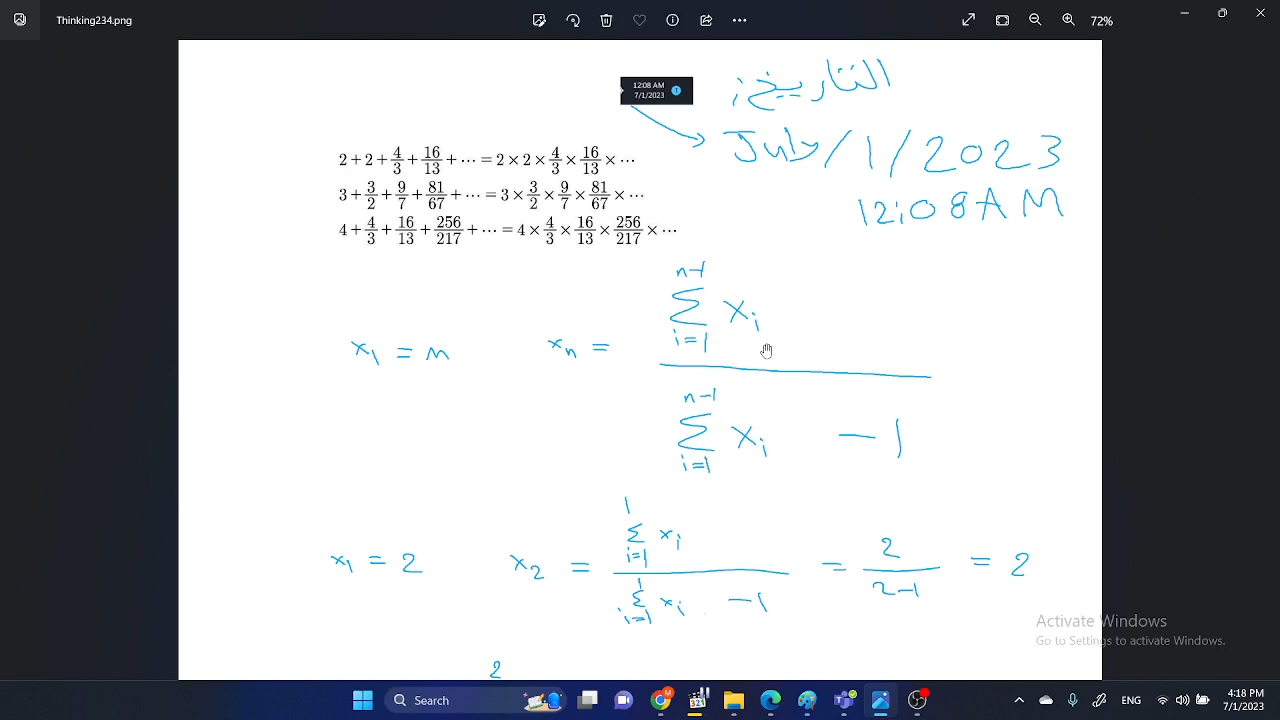 Thinking234.png
72%
التاريخ:
12:08 AM
7/1/2023
July/1/2023
12:08 AM
2 + 2 + 4/3 + 16/13 + ⋯ = 2 × 2 × 4/3 × 16/13 × ⋯
3 + 3/2 + 9/7 + 81/67 + ⋯ = 3 × 3/2 × 9/7 × 81/67 × ⋯
4 + 4/3 + 16/13 + 256/217 + ⋯ = 4 × 4/3 × 16/13 × 256/217 × ⋯
x₁ = m    xₙ = (∑_{i=1}^{n-1} xᵢ) / (∑_{i=1}^{n-1} xᵢ - 1)
x₁ = 2    x₂ = (∑_{i=1}^{1} xᵢ) / (∑_{i=1}^{1} xᵢ - 1) = 2/(2-1) = 2
2
Activate Windows
Go to Settings to activate Windows.
Search
321
ENG
4:18 PM
7/1/2023